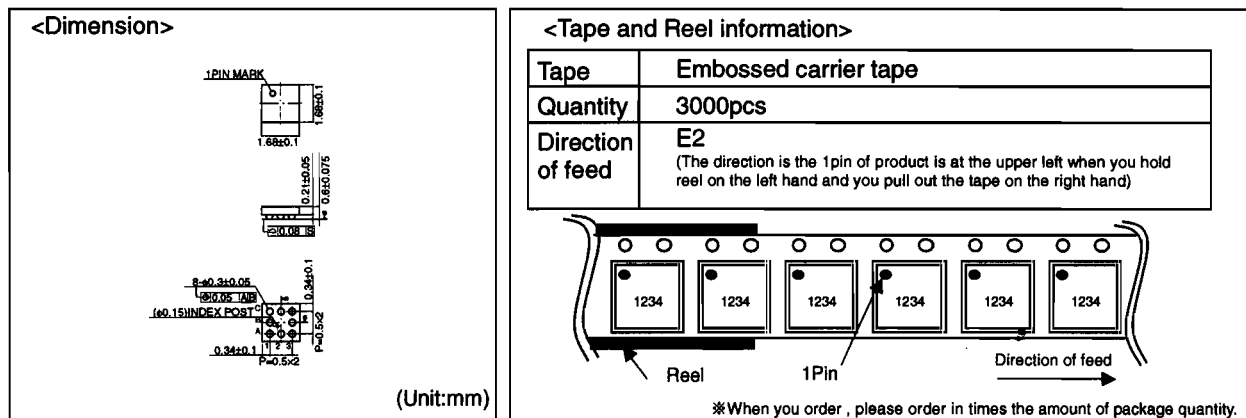 <Dimension>
1PIN MARK
1.68±0.1
1.68±0.1
0.21±0.05
0.6±0.075
0.08 S
8-φ0.3±0.05
0.05 A B
(φ0.15)INDEX POST
C
B
A
1 2 3
0.34±0.1
P=0.5×2
0.34±0.1
P=0.5×2
(Unit:mm)
<Tape and Reel information>
Tape Embossed carrier tape
Quantity 3000pcs
Direction of feed E2
(The direction is the 1pin of product is at the upper left when you hold
reel on the left hand and you pull out the tape on the right hand)
1234 1234 1234 1234 1234 1234
Reel
1Pin
Direction of feed
※When you order , please order in times the amount of package quantity.